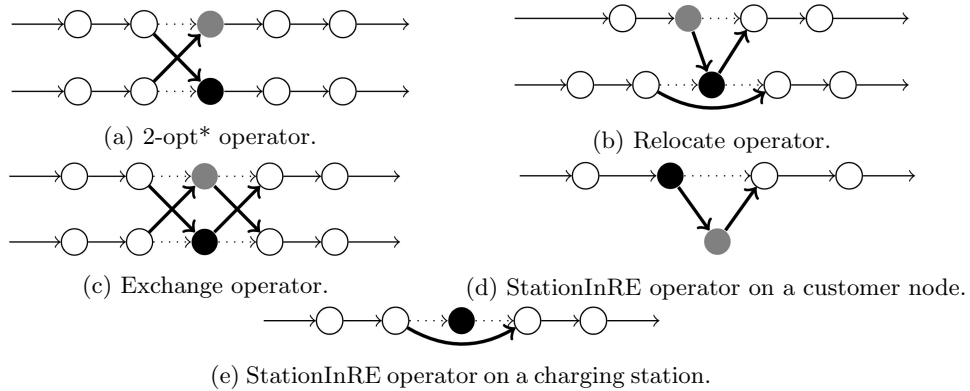 (a) 2-opt* operator.
(b) Relocate operator.
(c) Exchange operator.
(d) StationInRE operator on a customer node.
(e) StationInRE operator on a charging station.